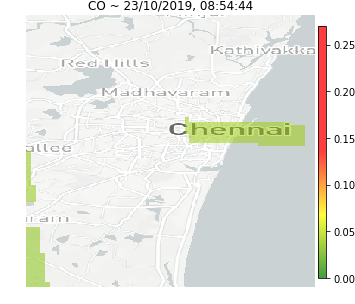 CO ~ 23/10/2019, 08:54:44
Kathivakka
Red Hills
Madhavaram
Chennai
allee
ram
0.25
0.20
0.15
0.10
0.05
0.00